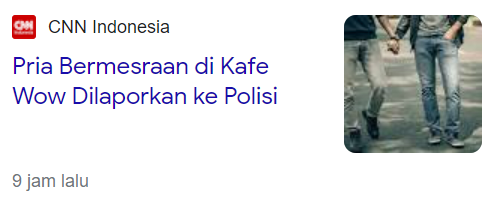 CNN Indonesia
Pria Bermesraan di Kafe
Wow Dilaporkan ke Polisi
9 jam lalu